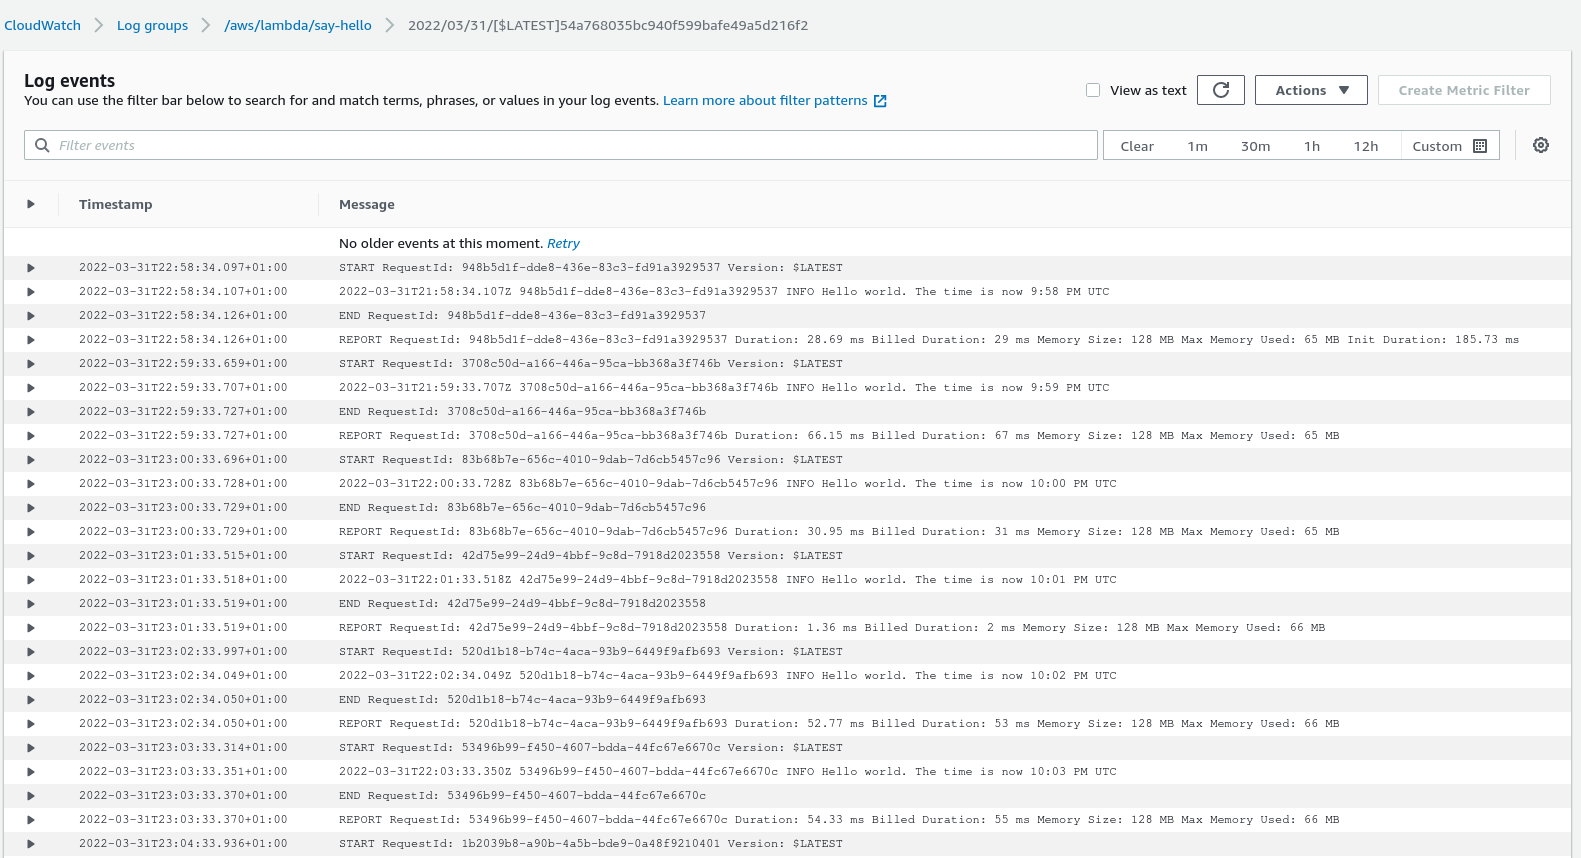 CloudWatch > Log groups > /aws/lambda/say-hello > 2022/03/31/[$LATEST]54a768035bc940f599bafe49a5d216f2
Log events
You can use the filter bar below to search for and match terms, phrases, or values in your log events. Learn more about filter patterns
View as text
Actions
Create Metric Filter
Filter events
Clear 1m 30m 1h 12h Custom
Timestamp Message
No older events at this moment. Retry
2022-03-31T22:58:34.097+01:00 START RequestId: 948b5d1f-dde8-436e-83c3-fd91a3929537 Version: $LATEST
2022-03-31T22:58:34.107+01:00 2022-03-31T21:58:34.107Z 948b5d1f-dde8-436e-83c3-fd91a3929537 INFO Hello world. The time is now 9:58 PM UTC
2022-03-31T22:58:34.126+01:00 END RequestId: 948b5d1f-dde8-436e-83c3-fd91a3929537
2022-03-31T22:58:34.126+01:00 REPORT RequestId: 948b5d1f-dde8-436e-83c3-fd91a3929537 Duration: 28.69 ms Billed Duration: 29 ms Memory Size: 128 MB Max Memory Used: 65 MB Init Duration: 185.73 ms
2022-03-31T22:59:33.659+01:00 START RequestId: 3708c50d-a166-446a-95ca-bb368a3f746b Version: $LATEST
2022-03-31T22:59:33.707+01:00 2022-03-31T21:59:33.707Z 3708c50d-a166-446a-95ca-bb368a3f746b INFO Hello world. The time is now 9:59 PM UTC
2022-03-31T22:59:33.727+01:00 END RequestId: 3708c50d-a166-446a-95ca-bb368a3f746b
2022-03-31T22:59:33.727+01:00 REPORT RequestId: 3708c50d-a166-446a-95ca-bb368a3f746b Duration: 66.15 ms Billed Duration: 67 ms Memory Size: 128 MB Max Memory Used: 65 MB
2022-03-31T23:00:33.696+01:00 START RequestId: 83b68b7e-656c-4010-9dab-7d6cb5457c96 Version: $LATEST
2022-03-31T23:00:33.728+01:00 2022-03-31T22:00:33.728Z 83b68b7e-656c-4010-9dab-7d6cb5457c96 INFO Hello world. The time is now 10:00 PM UTC
2022-03-31T23:00:33.729+01:00 END RequestId: 83b68b7e-656c-4010-9dab-7d6cb5457c96
2022-03-31T23:00:33.729+01:00 REPORT RequestId: 83b68b7e-656c-4010-9dab-7d6cb5457c96 Duration: 30.95 ms Billed Duration: 31 ms Memory Size: 128 MB Max Memory Used: 65 MB
2022-03-31T23:01:33.515+01:00 START RequestId: 42d75e99-24d9-4bbf-9c8d-7918d2023558 Version: $LATEST
2022-03-31T23:01:33.518+01:00 2022-03-31T22:01:33.518Z 42d75e99-24d9-4bbf-9c8d-7918d2023558 INFO Hello world. The time is now 10:01 PM UTC
2022-03-31T23:01:33.519+01:00 END RequestId: 42d75e99-24d9-4bbf-9c8d-7918d2023558
2022-03-31T23:01:33.519+01:00 REPORT RequestId: 42d75e99-24d9-4bbf-9c8d-7918d2023558 Duration: 1.36 ms Billed Duration: 2 ms Memory Size: 128 MB Max Memory Used: 66 MB
2022-03-31T23:02:33.997+01:00 START RequestId: 520d1b18-b74c-4aca-93b9-6449f9afb693 Version: $LATEST
2022-03-31T23:02:34.049+01:00 2022-03-31T22:02:34.049Z 520d1b18-b74c-4aca-93b9-6449f9afb693 INFO Hello world. The time is now 10:02 PM UTC
2022-03-31T23:02:34.050+01:00 END RequestId: 520d1b18-b74c-4aca-93b9-6449f9afb693
2022-03-31T23:02:34.050+01:00 REPORT RequestId: 520d1b18-b74c-4aca-93b9-6449f9afb693 Duration: 52.77 ms Billed Duration: 53 ms Memory Size: 128 MB Max Memory Used: 66 MB
2022-03-31T23:03:33.314+01:00 START RequestId: 53496b99-f450-4607-bdda-44fc67e6670c Version: $LATEST
2022-03-31T23:03:33.351+01:00 2022-03-31T22:03:33.350Z 53496b99-f450-4607-bdda-44fc67e6670c INFO Hello world. The time is now 10:03 PM UTC
2022-03-31T23:03:33.370+01:00 END RequestId: 53496b99-f450-4607-bdda-44fc67e6670c
2022-03-31T23:03:33.370+01:00 REPORT RequestId: 53496b99-f450-4607-bdda-44fc67e6670c Duration: 54.33 ms Billed Duration: 55 ms Memory Size: 128 MB Max Memory Used: 66 MB
2022-03-31T23:04:33.936+01:00 START RequestId: 1b2039b8-a90b-4a5b-bde9-0a48f9210401 Version: $LATEST